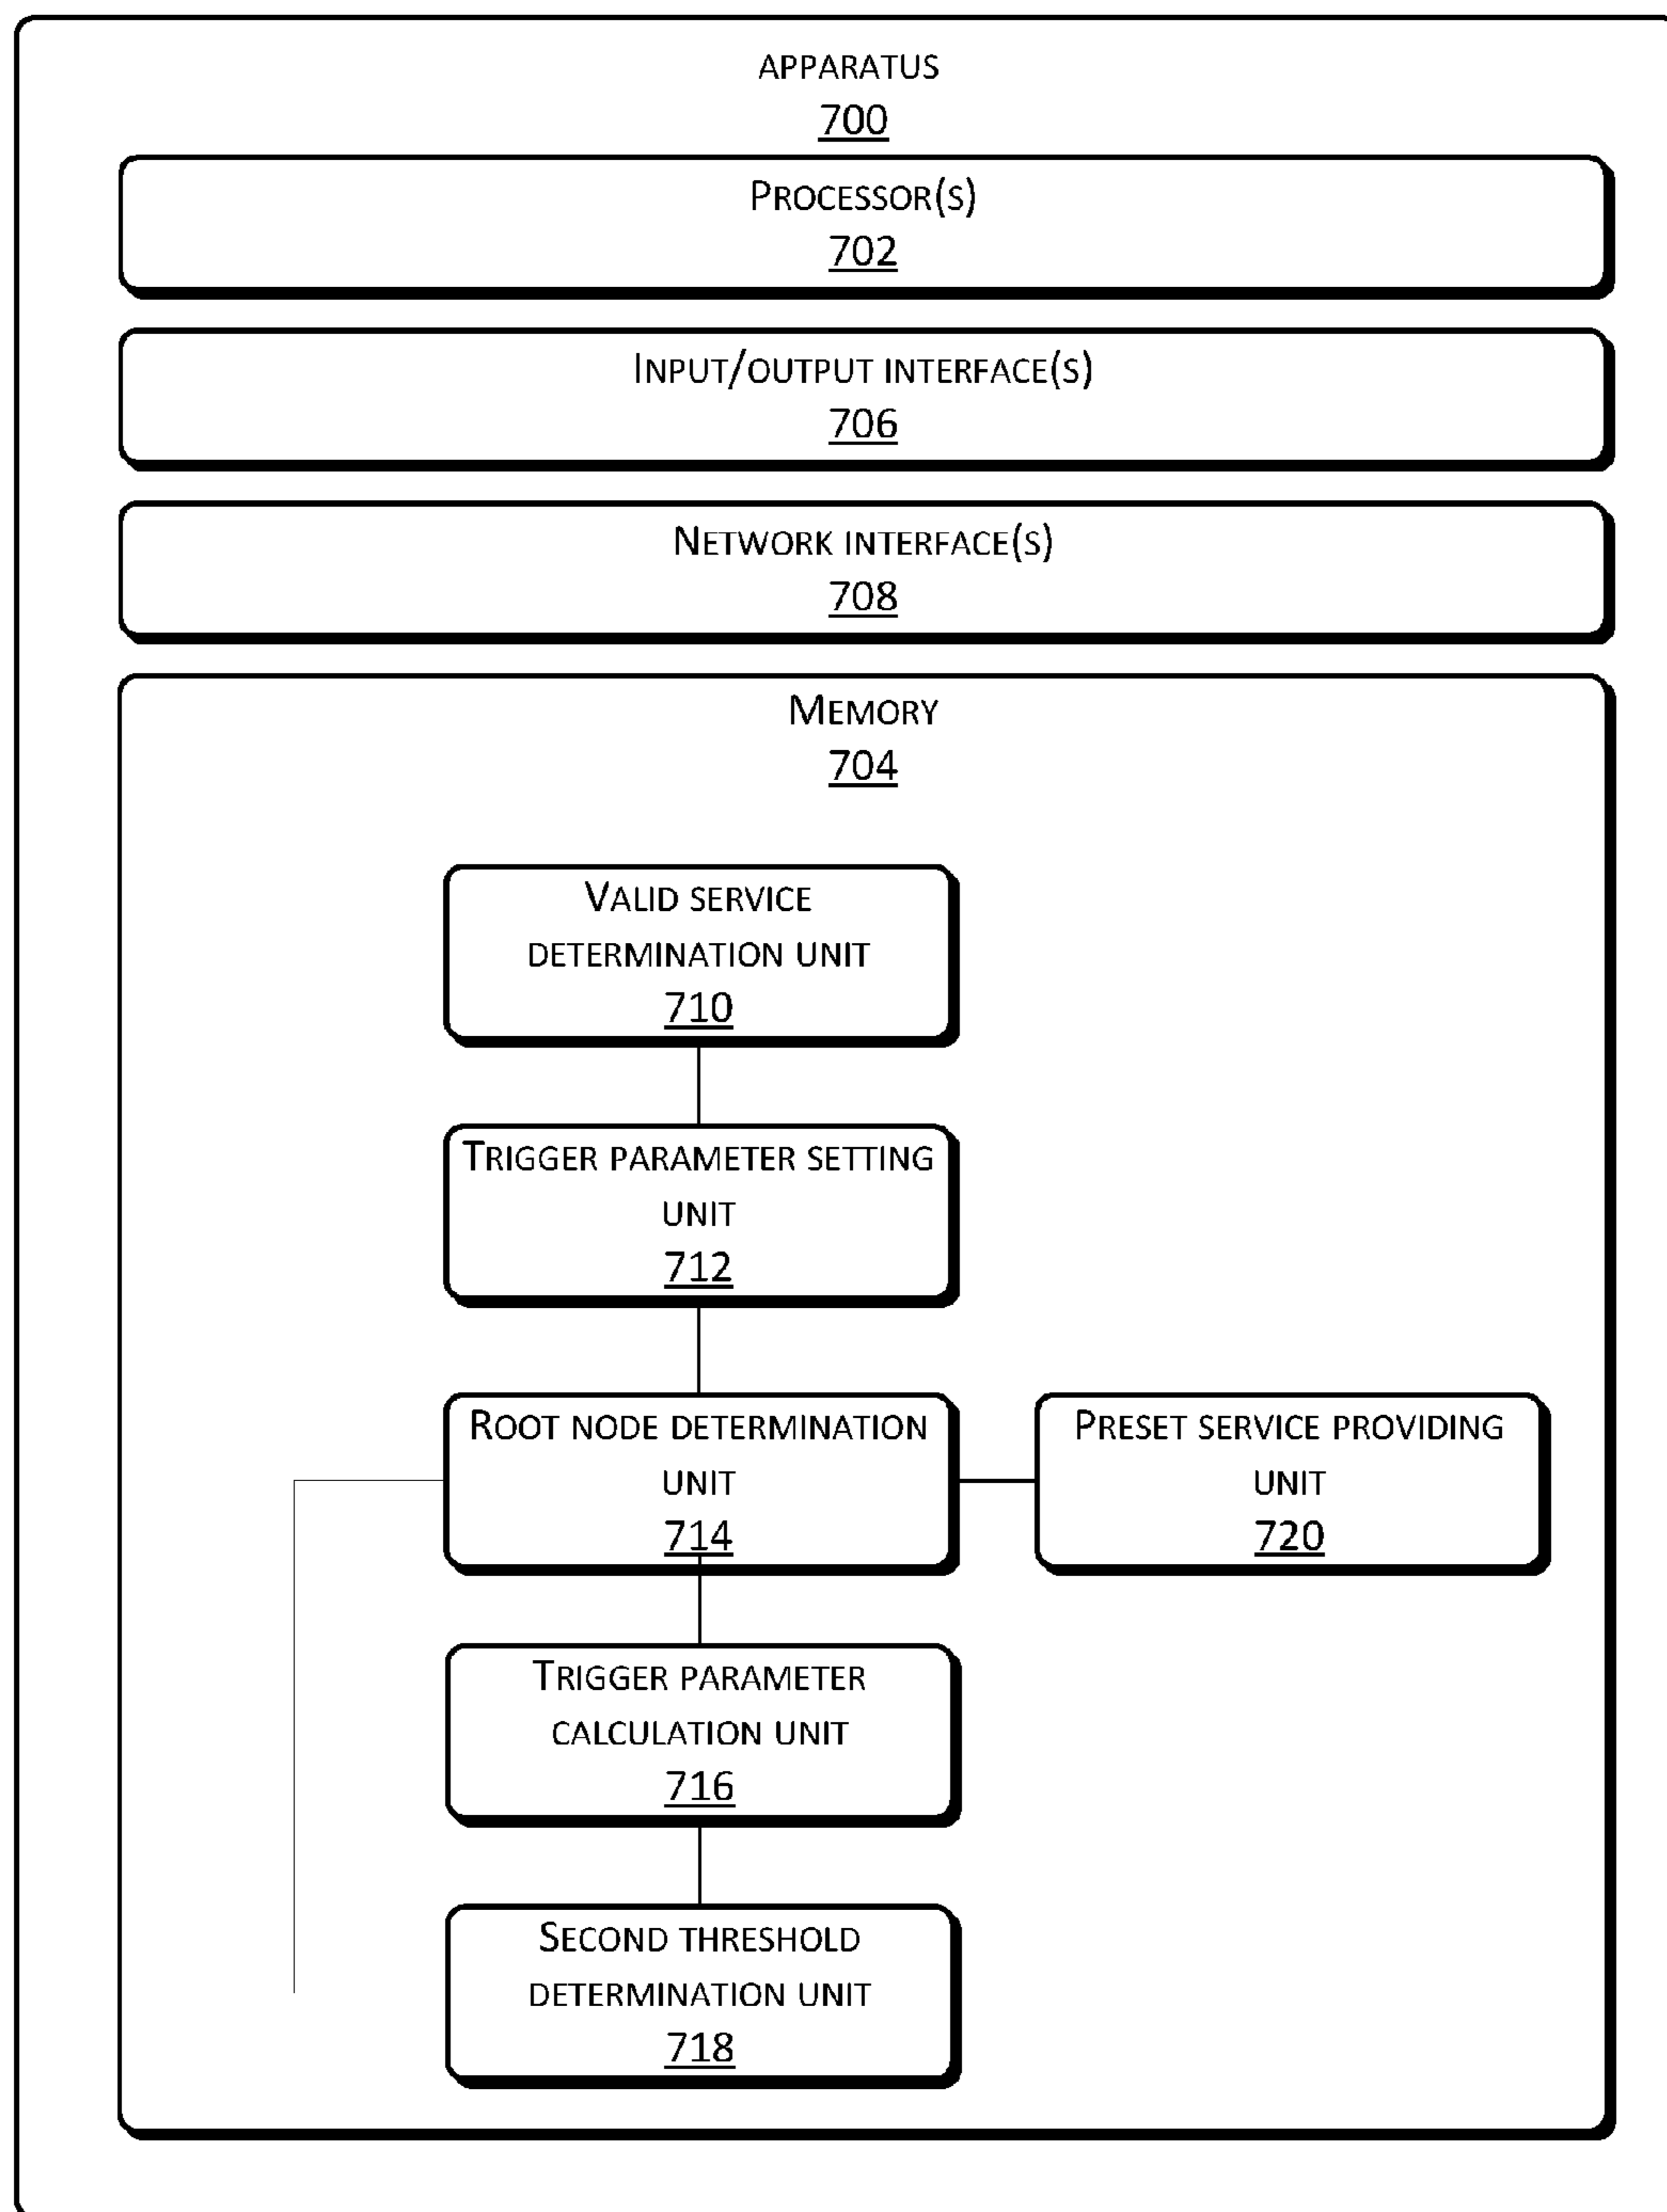 APPARATUS
700
PROCESSOR(S)
702
INPUT/OUTPUT INTERFACE(S)
706
NETWORK INTERFACE(S)
708
MEMORY
704
VALID SERVICE
DETERMINATION UNIT
710
TRIGGER PARAMETER SETTING
UNIT
712
ROOT NODE DETERMINATION
UNIT
714
PRESET SERVICE PROVIDING
UNIT
720
TRIGGER PARAMETER
CALCULATION UNIT
716
SECOND THRESHOLD
DETERMINATION UNIT
718